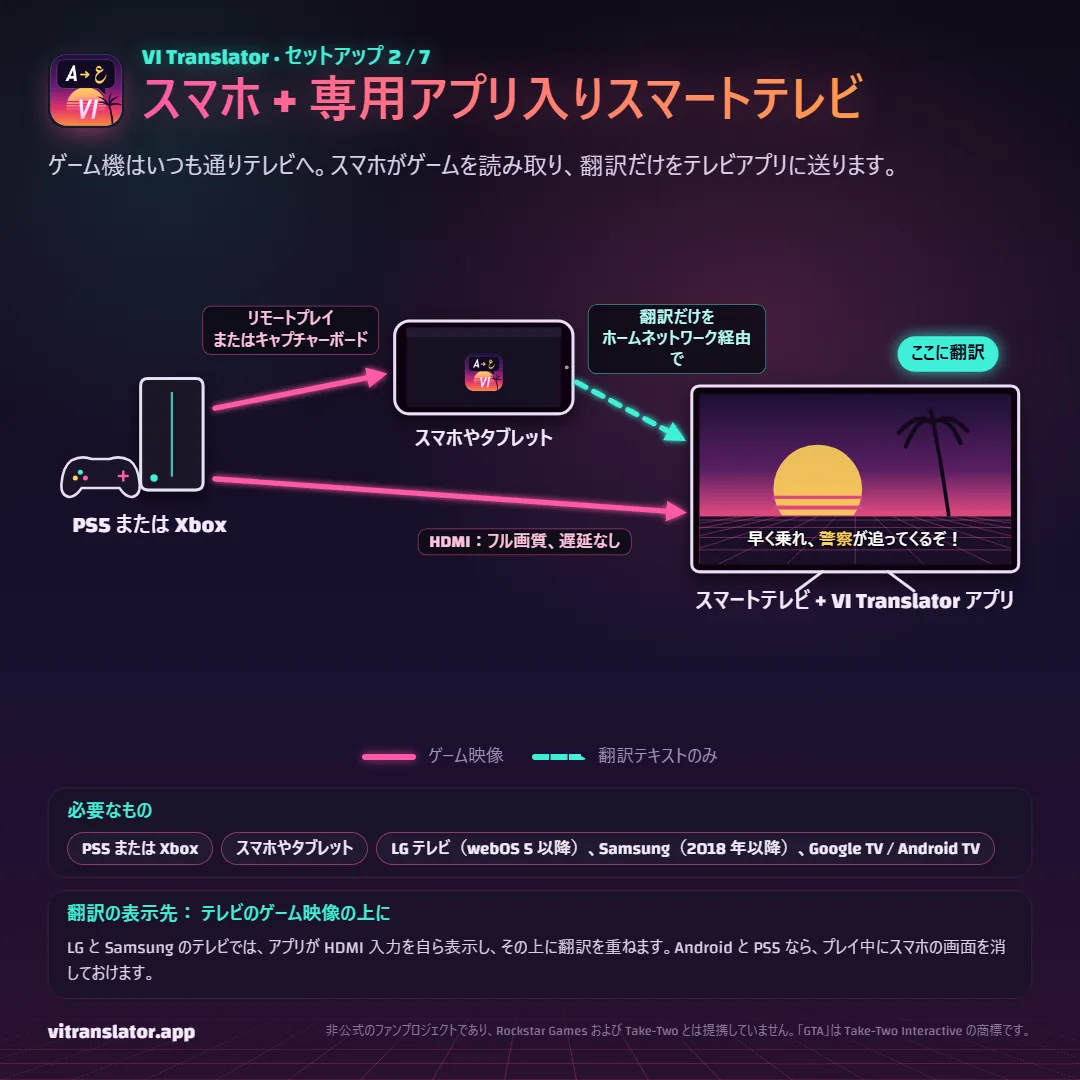 A→ع
VI
VI Translator · セットアップ 2 / 7
スマホ + 専用アプリ入りスマートテレビ
ゲーム機はいつも通りテレビへ。スマホがゲームを読み取り、翻訳だけをテレビアプリに送ります。
リモートプレイ
またはキャプチャーボード
翻訳だけを
ホームネットワーク経由
で
ここに翻訳
A→ع
VI
スマホやタブレット
PS5 または Xbox
HDMI：フル画質、遅延なし
早く乗れ、警察が追ってくるぞ！
スマートテレビ + VI Translator アプリ
ゲーム映像
翻訳テキストのみ
必要なもの
PS5 または Xbox
スマホやタブレット
LG テレビ（webOS 5 以降）、Samsung（2018 年以降）、Google TV / Android TV
翻訳の表示先： テレビのゲーム映像の上に
LG と Samsung のテレビでは、アプリが HDMI 入力を自ら表示し、その上に翻訳を重ねます。Android と PS5 なら、プレイ中にスマホの画面を消
しておけます。
vitranslator.app
非公式のファンプロジェクトであり、Rockstar Games および Take-Two とは提携していません。「GTA」は Take-Two Interactive の商標です。